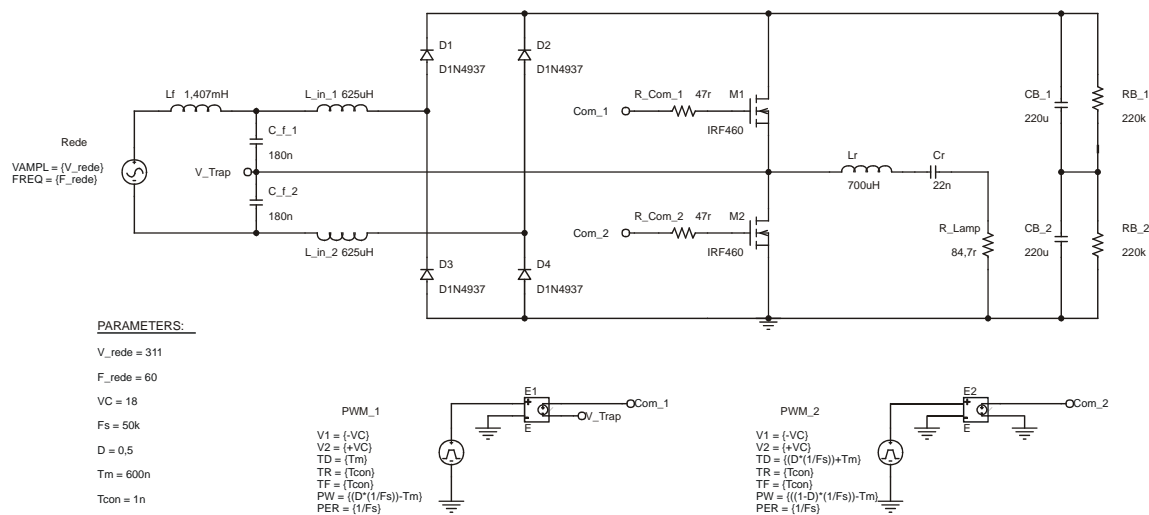 D1
D1N4937
D2
D1N4937
Lf 1,407mH
L_in_1 625uH
C_f_1
180n
Rede
VAMPL = {V_rede}
FREQ = {F_rede}
V_Trap
C_f_2
180n
L_in_2 625uH
D3
D1N4937
D4
D1N4937
Com_1
R_Com_1 47r
M1
IRF460
Com_2
R_Com_2 47r
M2
IRF460
Lr
700uH
Cr
22n
R_Lamp
84,7r
CB_1
220u
RB_1
220k
CB_2
220u
RB_2
220k
PARAMETERS:
V_rede = 311
F_rede = 60
VC = 18
Fs = 50k
D = 0,5
Tm = 600n
Tcon = 1n
PWM_1
V1 = {-VC}
V2 = {+VC}
TD = {Tm}
TR = {Tcon}
TF = {Tcon}
PW = {(D*(1/Fs))-Tm}
PER = {1/Fs}
E1
+
-
E
Com_1
V_Trap
PWM_2
V1 = {-VC}
V2 = {+VC}
TD = {(D*(1/Fs))+Tm}
TR = {Tcon}
TF = {Tcon}
PW = {((1-D)*(1/Fs))-Tm}
PER = {1/Fs}
E2
+
-
E
Com_2